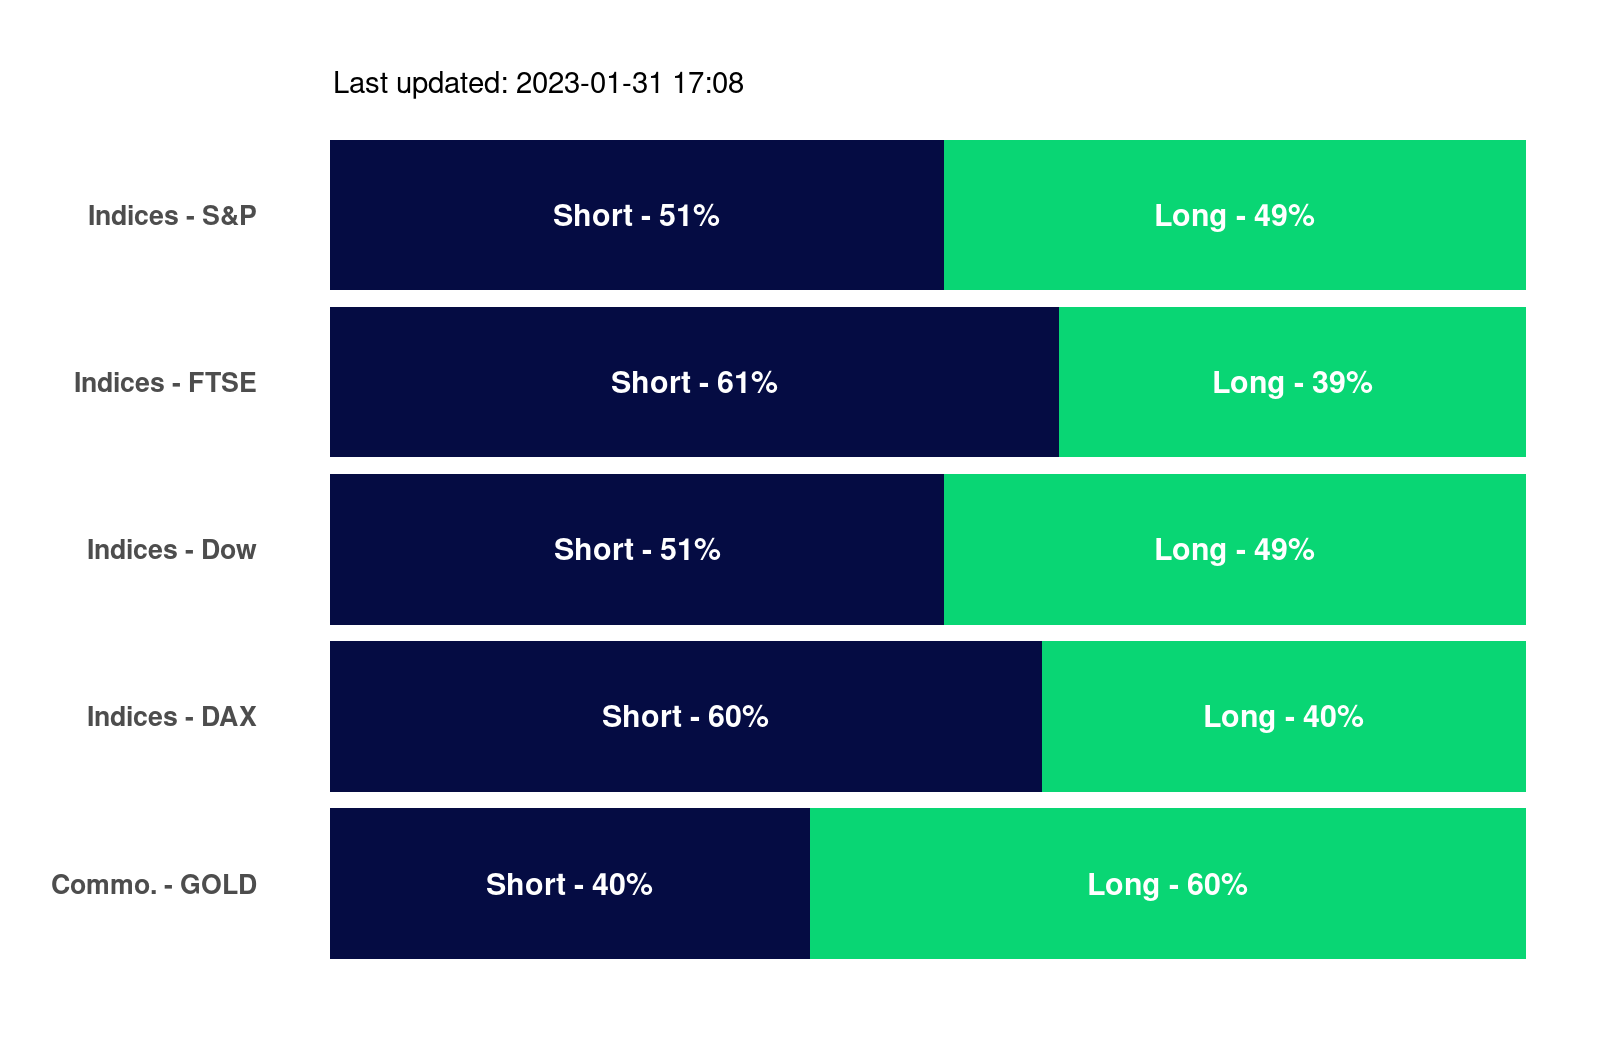 Last updated: 2023-01-31 17:08
Indices - S&P Short - 51% Long - 49%
Indices - FTSE Short - 61% Long - 39%
Indices - Dow Short - 51% Long - 49%
Indices - DAX Short - 60% Long - 40%
Commo. - GOLD Short - 40% Long - 60%